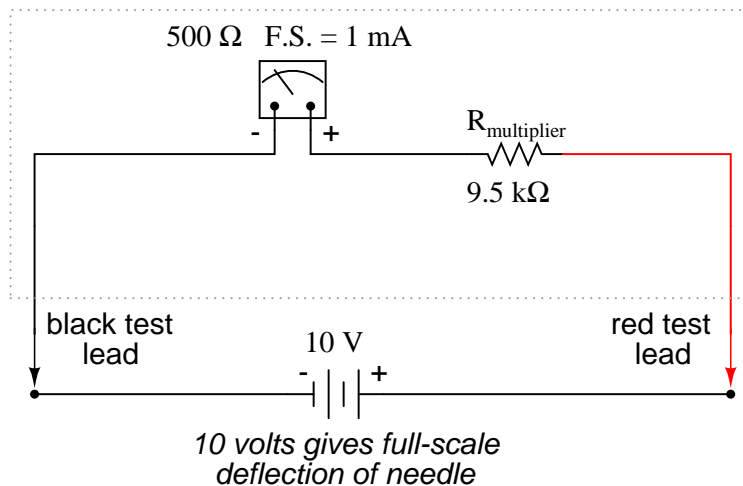 500 Ω F.S. = 1 mA
- +
Rmultiplier
9.5 kΩ
black test
lead
10 V
- +
red test
lead
10 volts gives full-scale
deflection of needle